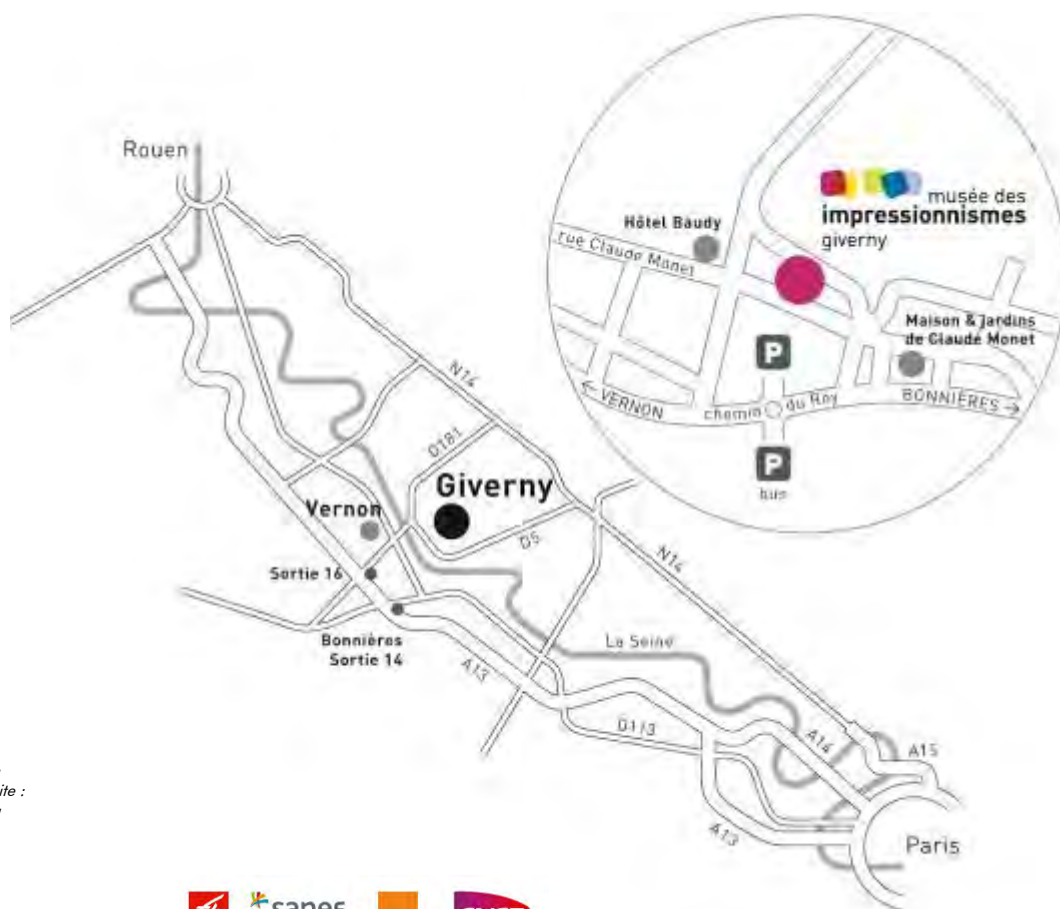 Rouen
musée des
impressionnismes
giverny
Hôtel Baudy
rue Claude Monet
Maison & Jardins
de Claude Monet
P
VERNON
chemin du Roy
BONNIÈRES
P
bus
N14
D181
Giverny
Vernon
D5
Sortie 16
N14
Bonnières
Sortie 14
La Seine
A13
D113
A14
A15
A13
Paris
ite :
sanef